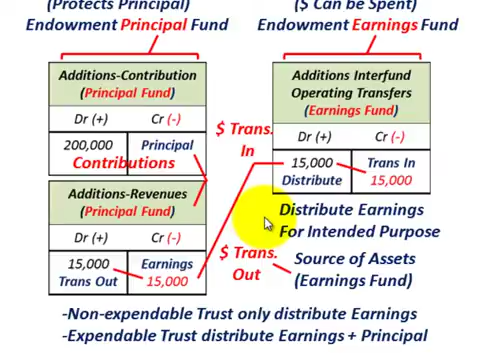 (Protects Principal)
Endowment Principal Fund
($ Can be Spent)
Endowment Earnings Fund
Additions-Contribution
(Principal Fund)
Dr (+) Cr (-)
200,000 Principal
Contributions
Additions-Revenues
(Principal Fund)
Dr (+) Cr (-)
15,000 Earnings
Trans Out 15,000
$ Trans.
In
$ Trans.
Out
Additions Interfund
Operating Transfers
(Earnings Fund)
Dr (+) Cr (-)
15,000 Trans In
Distribute 15,000
Distribute Earnings
For Intended Purpose
Source of Assets
(Earnings Fund)
-Non-expendable Trust only distribute Earnings
-Expendable Trust distribute Earnings + Principal